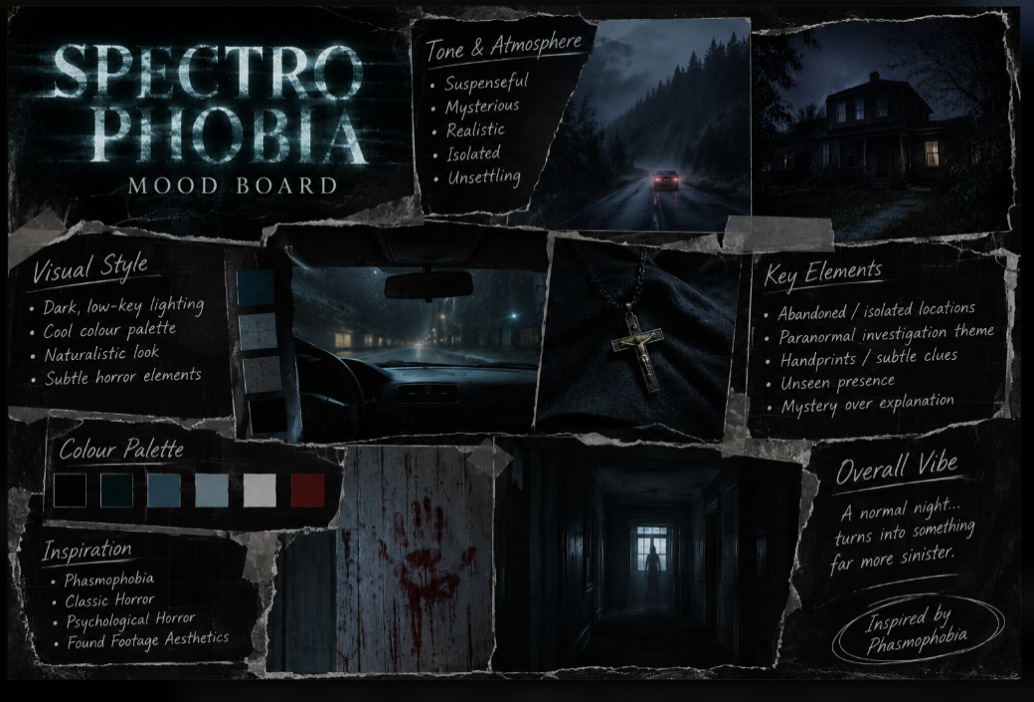 SPECTRO
PHOBIA
MOOD BOARD
Tone & Atmosphere
• Suspenseful
• Mysterious
• Realistic
• Isolated
• Unsettling
Visual Style
• Dark, low-key lighting
• Cool colour palette
• Naturalistic look
• Subtle horror elements
Key Elements
• Abandoned / isolated locations
• Paranormal investigation theme
• Handprints / subtle clues
• Unseen presence
• Mystery over explanation
Colour Palette
Inspiration
• Phasmophobia
• Classic Horror
• Psychological Horror
• Found Footage Aesthetics
Overall Vibe
A normal night...
turns into something
far more sinister.
Inspired by
Phasmophobia